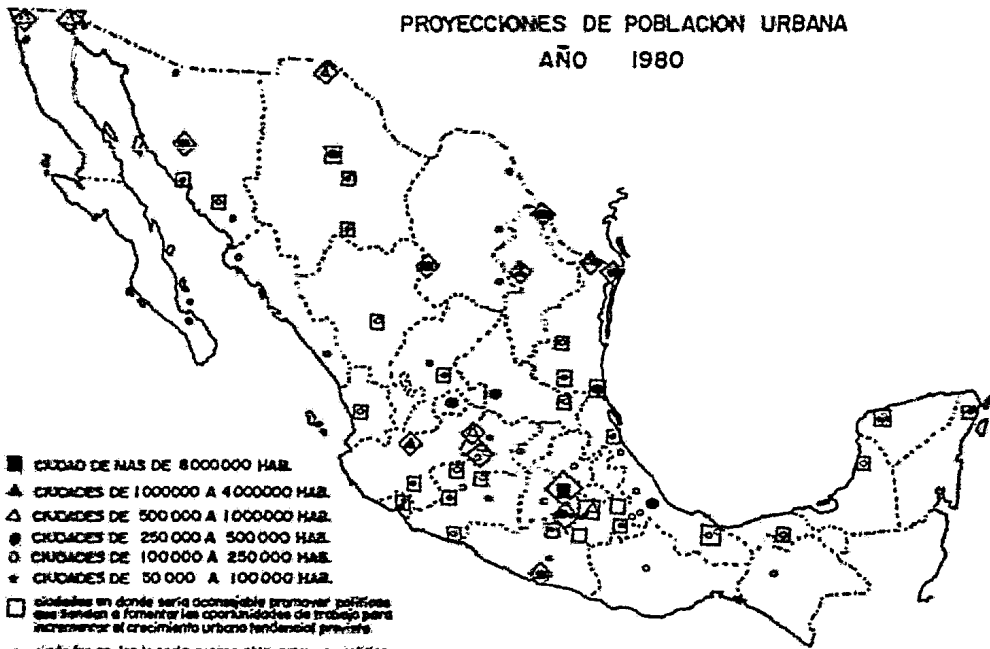 PROYECCIONES DE POBLACION URBANA
AÑO 1980
CIUDAD DE MAS DE 8000000 HAB.
CIUDADES DE 1000000 A 4000000 HAB.
CIUDADES DE 500000 A 1000000 HAB.
CIUDADES DE 250000 A 500000 HAB.
CIUDADES DE 100000 A 250000 HAB.
CIUDADES DE 50000 A 100000 HAB.
ciudades en donde sería aconsejable promover políticas
que tiendan a fomentar las oportunidades de trabajo para
incrementar el crecimiento urbano tendencial previsto.